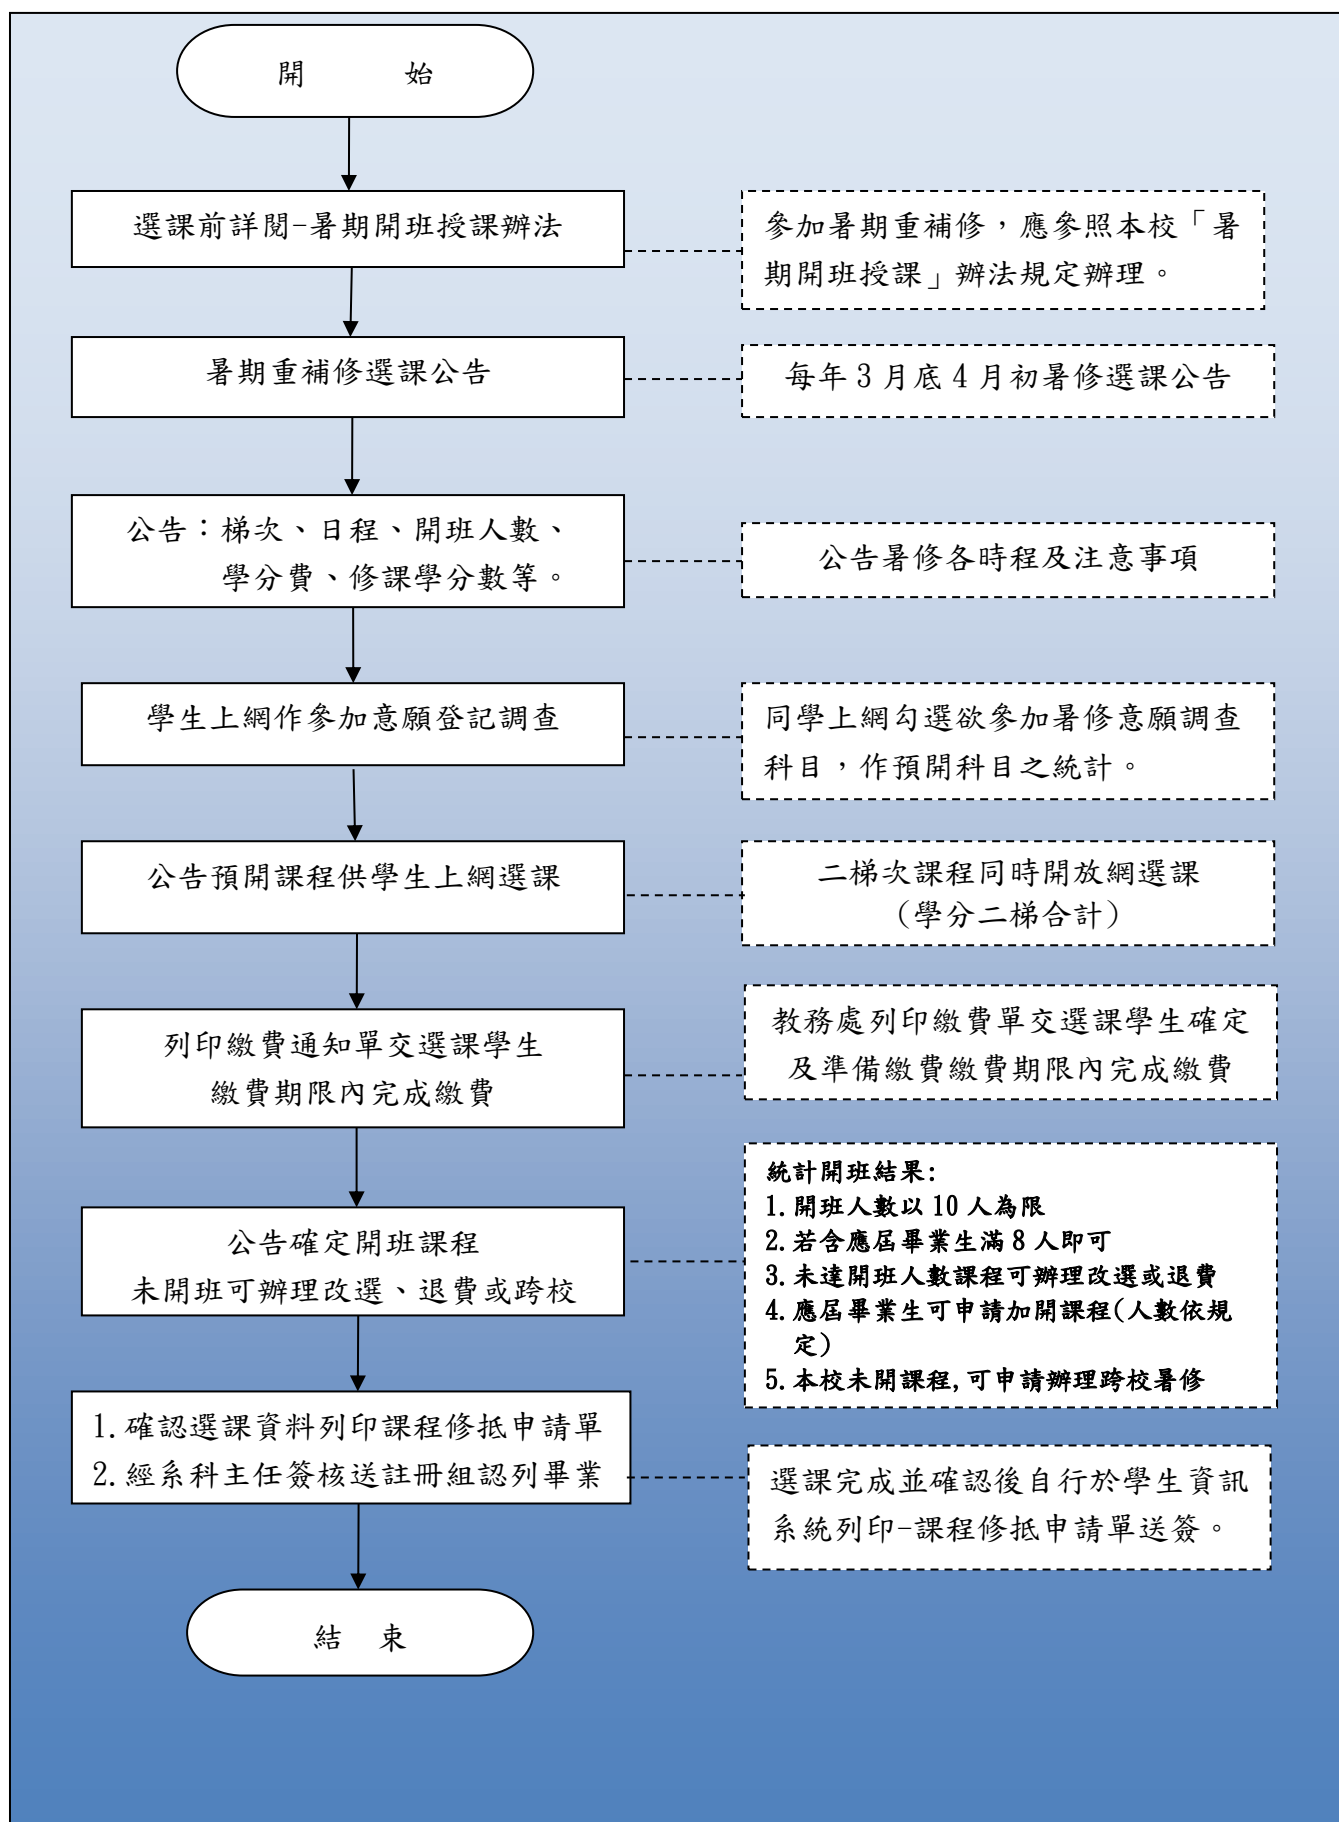 開　　始
選課前詳閱-暑期開班授課辦法
參加暑期重補修，應參照本校「暑
期開班授課」辦法規定辦理。
暑期重補修選課公告
每年 3 月底 4 月初暑修選課公告
公告：梯次、日程、開班人數、
學分費、修課學分數等。
公告暑修各時程及注意事項
學生上網作參加意願登記調查
同學上網勾選欲參加暑修意願調查
科目，作預開科目之統計。
公告預開課程供學生上網選課
二梯次課程同時開放網選課
(學分二梯合計)
列印繳費通知單交選課學生
繳費期限內完成繳費
教務處列印繳費單交選課學生確定
及準備繳費繳費期限內完成繳費
公告確定開班課程
未開班可辦理改選、退費或跨校
統計開班結果:
1.開班人數以 10 人為限
2.若含應屆畢業生滿 8 人即可
3.未達開班人數課程可辦理改選或退費
4.應屆畢業生可申請加開課程(人數依規
定)
5.本校未開課程,可申請辦理跨校暑修
1.確認選課資料列印課程修抵申請單
2.經系科主任簽核送註冊組認列畢業
選課完成並確認後自行於學生資訊
系統列印-課程修抵申請單送簽。
結　束